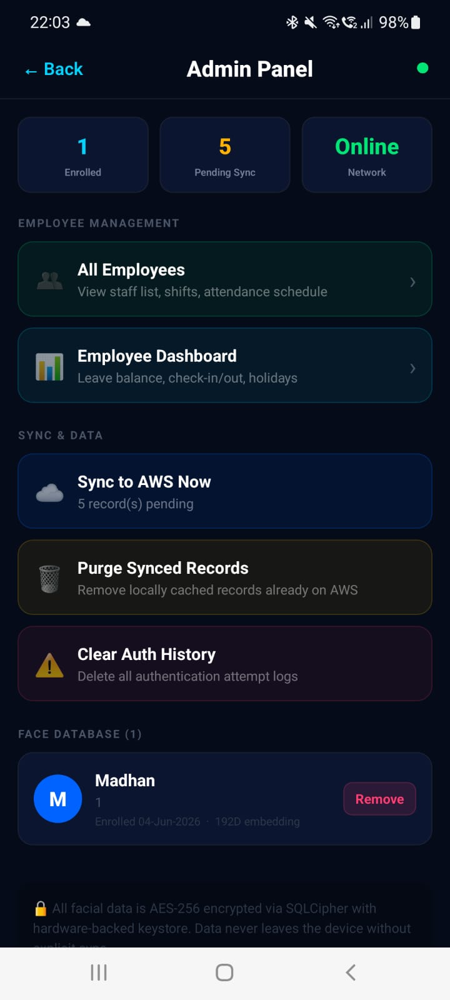 22:03
98%
← Back
Admin Panel
1
Enrolled
5
Pending Sync
Online
Network
EMPLOYEE MANAGEMENT
All Employees
View staff list, shifts, attendance schedule
Employee Dashboard
Leave balance, check-in/out, holidays
SYNC & DATA
Sync to AWS Now
5 record(s) pending
Purge Synced Records
Remove locally cached records already on AWS
Clear Auth History
Delete all authentication attempt logs
FACE DATABASE (1)
M
Madhan
1
Enrolled 04-Jun-2026 · 192D embedding
Remove
All facial data is AES-256 encrypted via SQLCipher with
hardware-backed keystore. Data never leaves the device without
explicit sync.